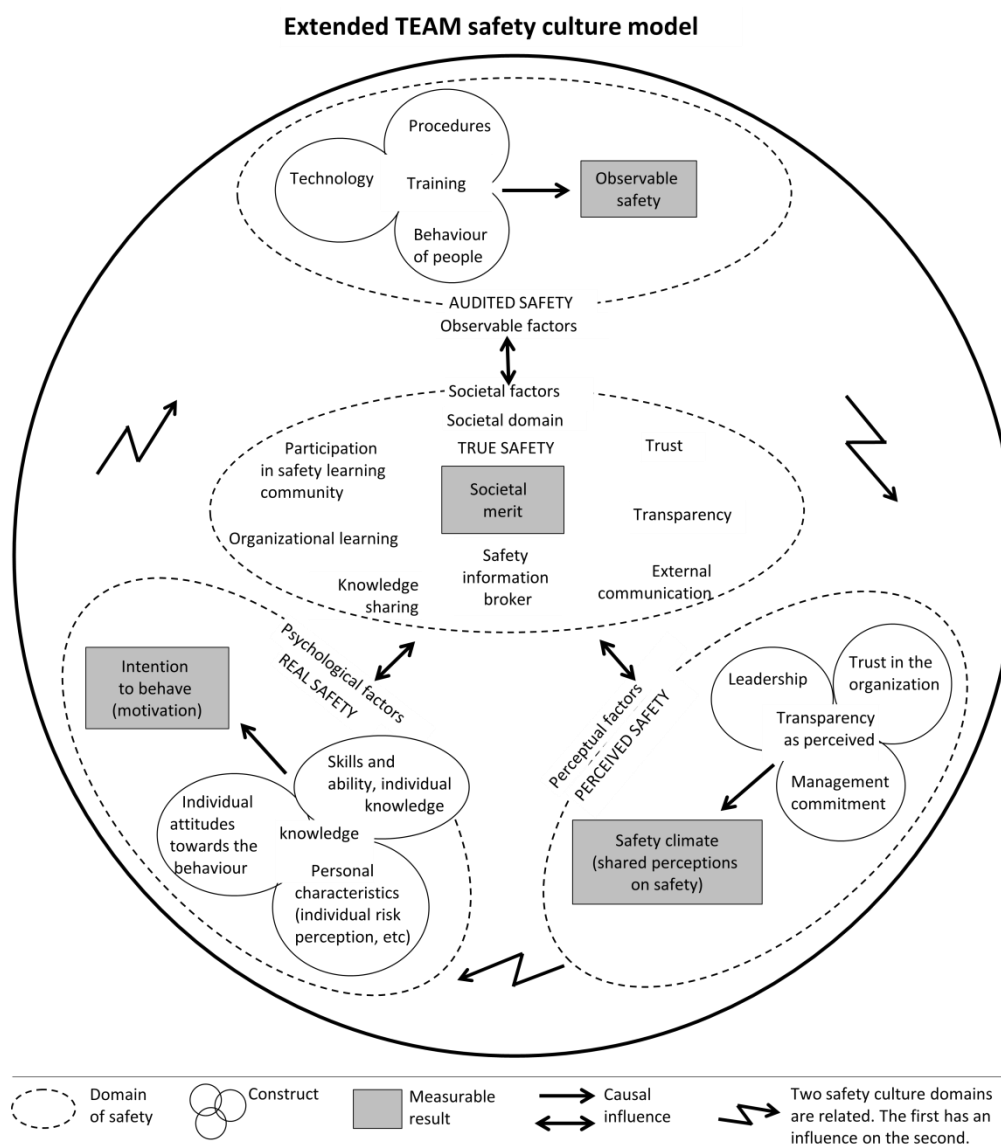 Extended TEAM safety culture model
Procedures
Technology
Training
Behaviour
of people
Observable
safety
AUDITED SAFETY
Observable factors
Societal factors
Societal domain
TRUE SAFETY
Participation
in safety learning
community
Trust
Societal
merit
Organizational learning
Transparency
Knowledge
sharing
Safety
information
broker
External
communication
Psychological factors
REAL SAFETY
Intention
to behave
(motivation)
Skills and
ability, individual
knowledge
Individual
attitudes
towards the
behaviour
knowledge
Personal
characteristics
(individual risk
perception, etc)
Perceptual factors
PERCEIVED SAFETY
Leadership
Trust in the
organization
Transparency
as perceived
Management
commitment
Safety climate
(shared perceptions
on safety)
Domain
of safety
Construct
Measurable
result
Causal
influence
Two safety culture domains
are related. The first has an
influence on the second.